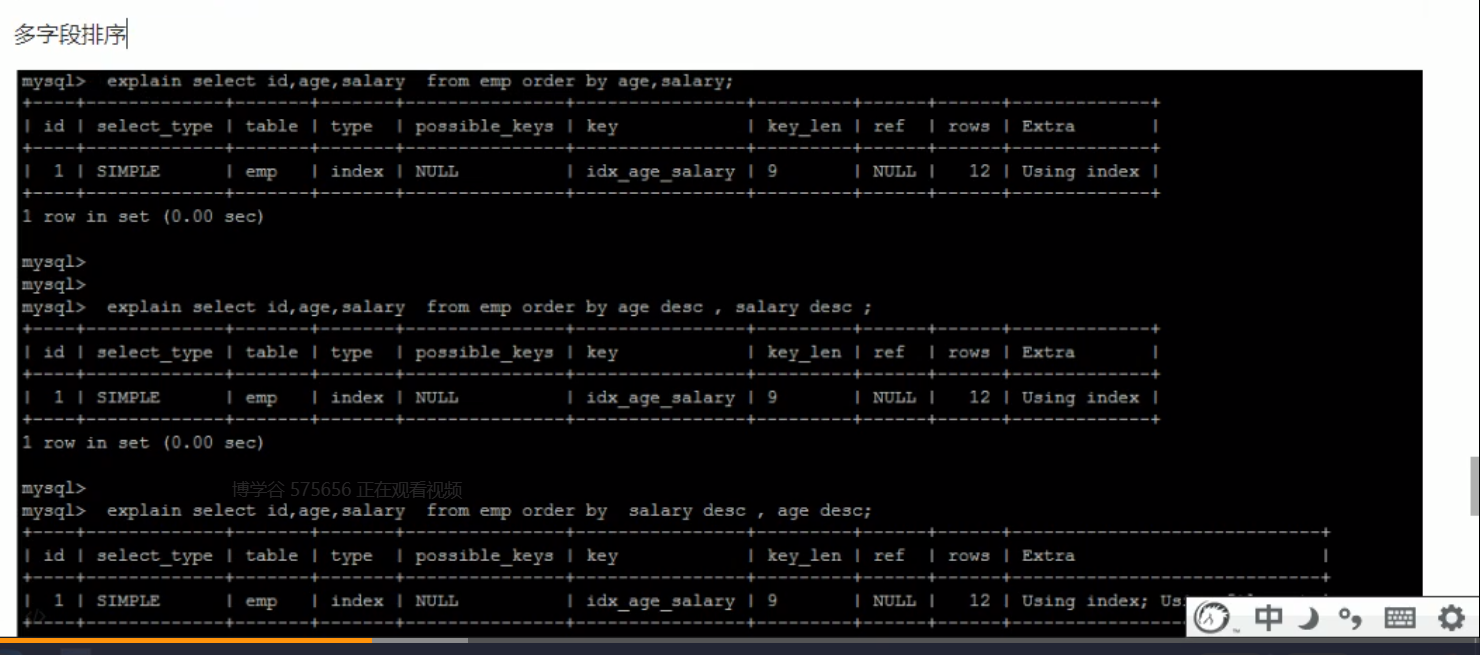 多字段排序
mysql>  explain select id,age,salary  from emp order by age,salary;
+----+-------------+-------+-------+---------------+----------------+---------+------+------+-------------+
| id | select_type | table | type  | possible_keys | key            | key_len | ref  | rows | Extra       |
+----+-------------+-------+-------+---------------+----------------+---------+------+------+-------------+
|  1 | SIMPLE      | emp   | index | NULL          | idx_age_salary | 9       | NULL |   12 | Using index |
+----+-------------+-------+-------+---------------+----------------+---------+------+------+-------------+
1 row in set (0.00 sec)
mysql>
mysql>
mysql>  explain select id,age,salary  from emp order by age desc , salary desc ;
+----+-------------+-------+-------+---------------+----------------+---------+------+------+-------------+
| id | select_type | table | type  | possible_keys | key            | key_len | ref  | rows | Extra       |
+----+-------------+-------+-------+---------------+----------------+---------+------+------+-------------+
|  1 | SIMPLE      | emp   | index | NULL          | idx_age_salary | 9       | NULL |   12 | Using index |
+----+-------------+-------+-------+---------------+----------------+---------+------+------+-------------+
1 row in set (0.00 sec)
mysql>
博学谷 575656 正在观看视频
mysql>  explain select id,age,salary  from emp order by  salary desc , age desc;
+----+-------------+-------+-------+---------------+----------------+---------+------+------+-----------------------------+
| id | select_type | table | type  | possible_keys | key            | key_len | ref  | rows | Extra                       |
+----+-------------+-------+-------+---------------+----------------+---------+------+------+-----------------------------+
|  1 | SIMPLE      | emp   | index | NULL          | idx_age_salary | 9       | NULL |   12 | Using index;
中